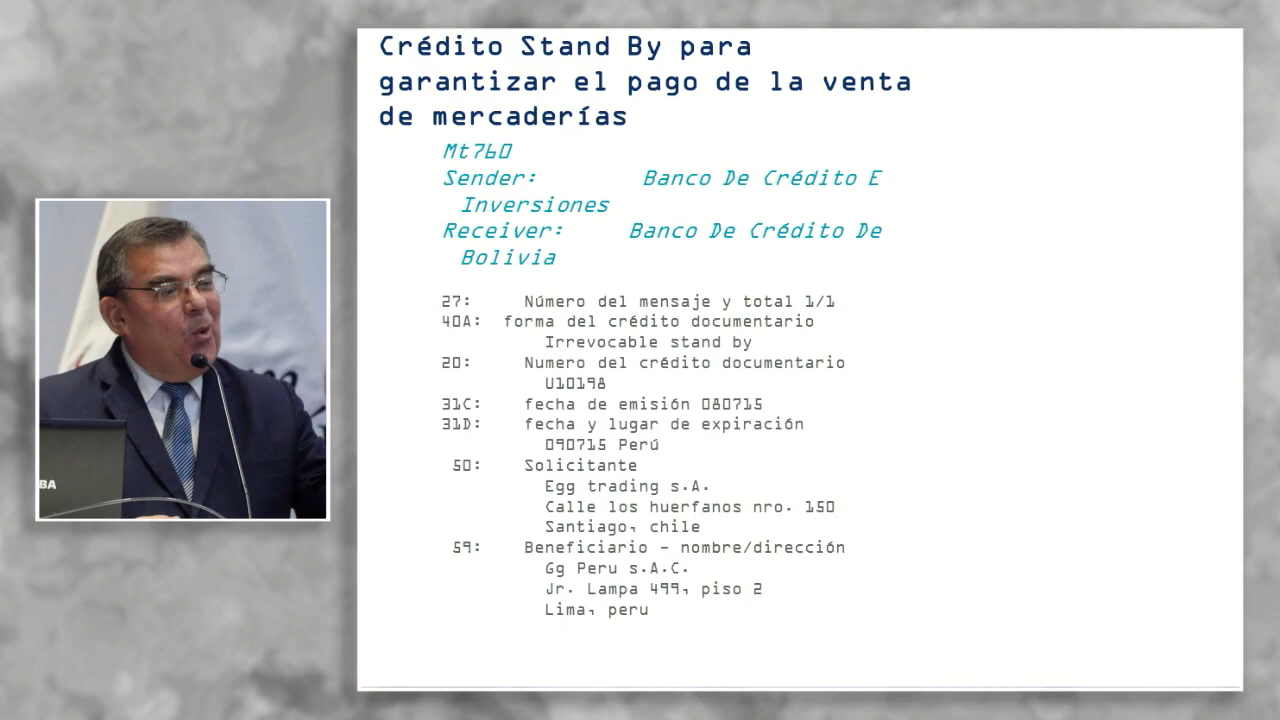 Crédito Stand By para
garantizar el pago de la venta
de mercaderías
Mt760
Sender: Banco De Crédito E
Inversiones
Receiver: Banco De Crédito De
Bolivia
27: Número del mensaje y total 1/1
40A: forma del crédito documentario
Irrevocable stand by
20: Numero del crédito documentario
U10198
31C: fecha de emisión 080715
31D: fecha y lugar de expiración
090715 Perú
50: Solicitante
Egg trading s.A.
Calle los huerfanos nro. 150
Santiago, chile
59: Beneficiario - nombre/dirección
Gg Peru s.A.C.
Jr. Lampa 499, piso 2
Lima, peru
BA